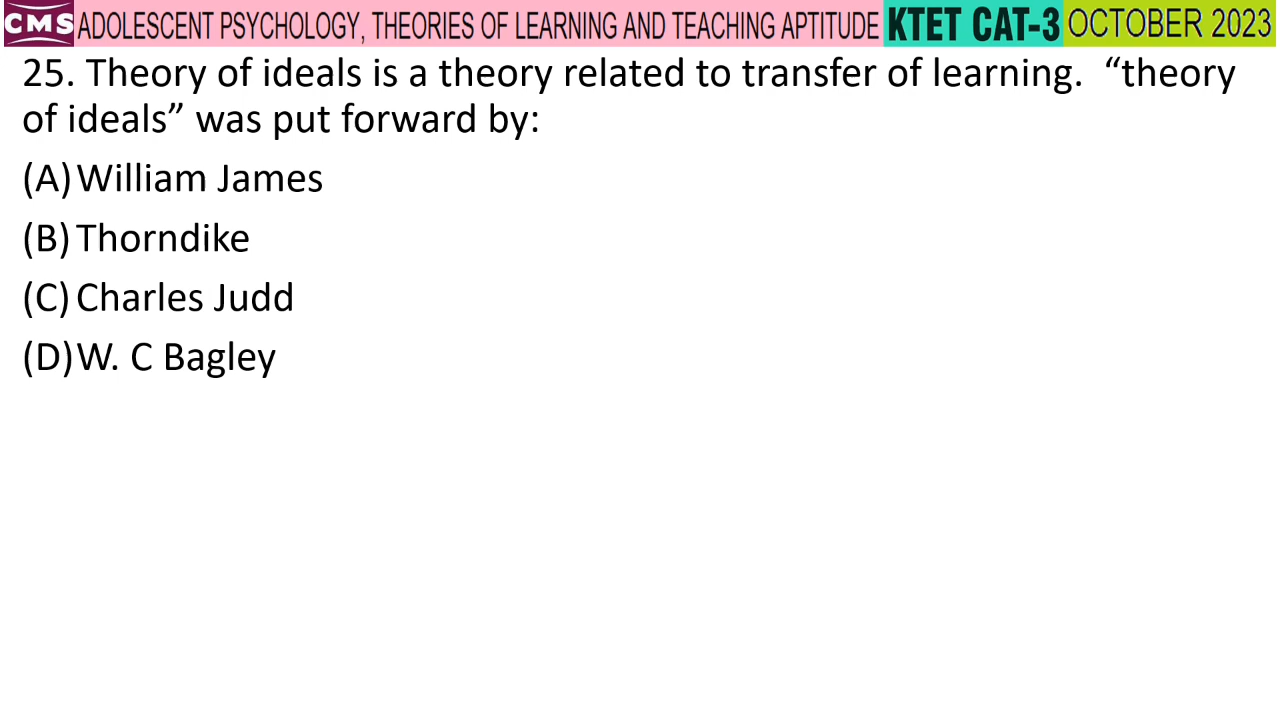 CMS ADOLESCENT PSYCHOLOGY, THEORIES OF LEARNING AND TEACHING APTITUDE KTET CAT-3 OCTOBER 2023
25. Theory of ideals is a theory related to transfer of learning. “theory
of ideals” was put forward by:
(A) William James
(B) Thorndike
(C) Charles Judd
(D) W. C Bagley